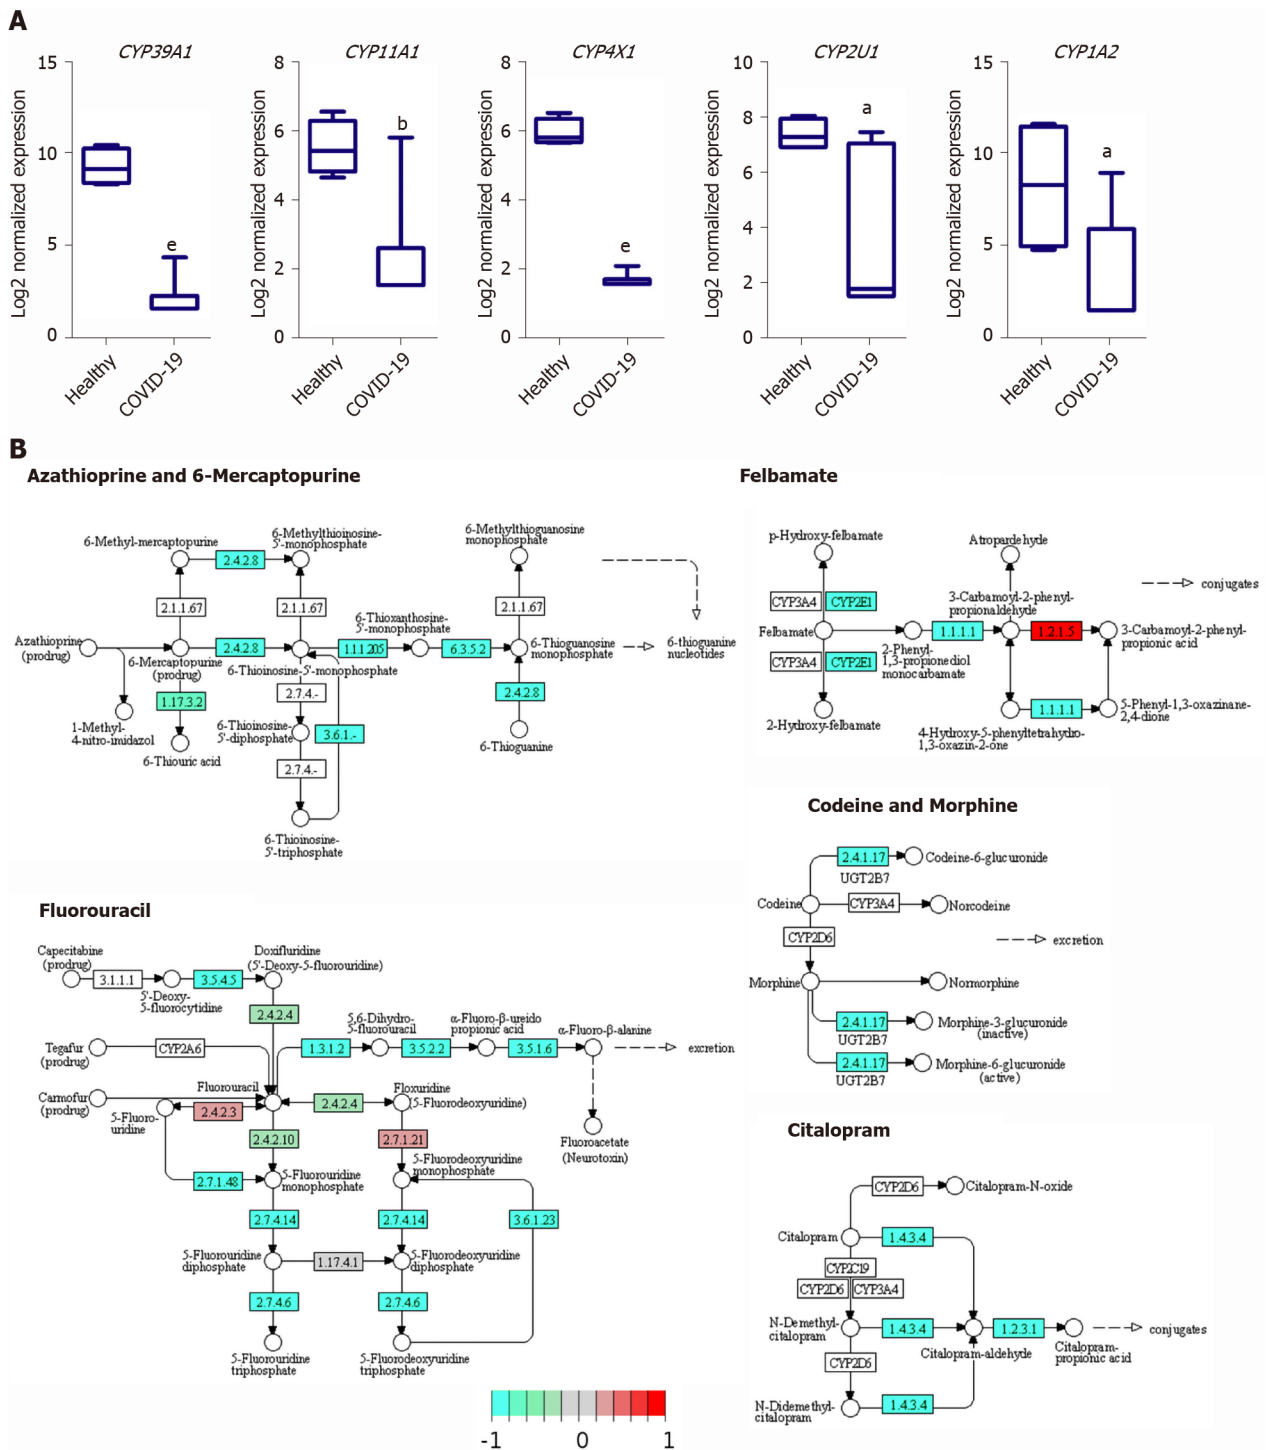 A
CYP39A1
CYP11A1
CYP4X1
CYP2U1
CYP1A2
Log2 normalized expression
15
10
5
0
e
Healthy
COVID-19
Log2 normalized expression
8
6
4
2
0
b
Healthy
COVID-19
Log2 normalized expression
8
6
4
2
0
e
Healthy
COVID-19
Log2 normalized expression
10
8
6
4
2
0
a
Healthy
COVID-19
Log2 normalized expression
15
10
5
0
a
Healthy
COVID-19
B
Azathioprine and 6-Mercaptopurine
6-Methyl-mercaptopurine
2.4.2.8
6-Methylthioinosine-
5'-monophosphate
6-Methylthioguanosine
monophosphate
2.1.1.67
2.1.1.67
2.1.1.67
Azathioprine
(prodrug)
2.4.2.8
6-Mercaptopurine
(prodrug)
6-Thioinosine-5'-monophosphate
1.1.1.205
6-Thioxanthosine-
5'-monophosphate
6.3.5.2
6-Thioguanosine
monophosphate
6-thioguanine
nucleotides
1.17.3.2
2.7.4.-
2.4.2.8
1-Methyl-
4-nitro-imidazol
6-Thiouric acid
6-Thioinosine-
5'-diphosphate
3.6.1.-
6-Thioguanine
2.7.4.-
6-Thioinosine-
5'-triphosphate
Felbamate
p-Hydroxy-felbamate
Atropardehyde
conjugates
CYP3A4
CYP2E1
3-Carbamoyl-2-phenyl-
propionaldehyde
Felbamate
1.1.1.1
1.2.1.5
3-Carbamoyl-2-phenyl-
propionic acid
2-Phenyl-
1,3-propionediol
monocarbamate
CYP3A4
CYP2E1
2-Hydroxy-felbamate
1.1.1.1
5-Phenyl-1,3-oxazinane-
2,4-dione
4-Hydroxy-5-phenyltetrahydro-
1,3-oxazin-2-one
Codeine and Morphine
2.4.1.17
UGT2B7
Codeine-6-glucuronide
Codeine
CYP3A4
Norcodeine
CYP2D6
excretion
Morphine
Normorphine
2.4.1.17
UGT2B7
Morphine-3-glucuronide
(inactive)
2.4.1.17
UGT2B7
Morphine-6-glucuronide
(active)
Fluorouracil
Capecitabine
(prodrug)
3.1.1.1
5'-Deoxy-
5-fluorocytidine
3.5.4.5
Doxifluridine
(5'-Deoxy-5-fluorouridine)
2.4.2.4
Tegafur
(prodrug)
CYP2A6
1.3.1.2
5,6-Dihydro-
5-fluorouracil
3.5.2.2
α-Fluoro-β-ureido
propionic acid
3.5.1.6
α-Fluoro-β-alanine
excretion
Fluorouracil
Carmofur
(prodrug)
5-Fluoro-
uridine
2.4.2.3
2.4.2.4
Floxuridine
(5-Fluorodeoxyuridine)
2.4.2.10
2.7.1.21
Fluoroacetate
(Neurotoxin)
2.7.1.48
5-Fluorouridine
monophosphate
5-Fluorodeoxyuridine
monophosphate
2.7.4.14
2.7.4.14
3.6.1.23
5-Fluorouridine
diphosphate
1.17.4.1
5-Fluorodeoxyuridine
diphosphate
2.7.4.6
2.7.4.6
5-Fluorouridine
triphosphate
5-Fluorodeoxyuridine
triphosphate
Citalopram
CYP2D6
Citalopram-N-oxide
Citalopram
1.4.3.4
CYP2C19
CYP2D6
CYP3A4
N-Demethyl-
citalopram
1.4.3.4
Citalopram-aldehyde
1.2.3.1
Citalopram-
propionic acid
conjugates
CYP2D6
N-Didemethyl-
citalopram
1.4.3.4
-1
0
1